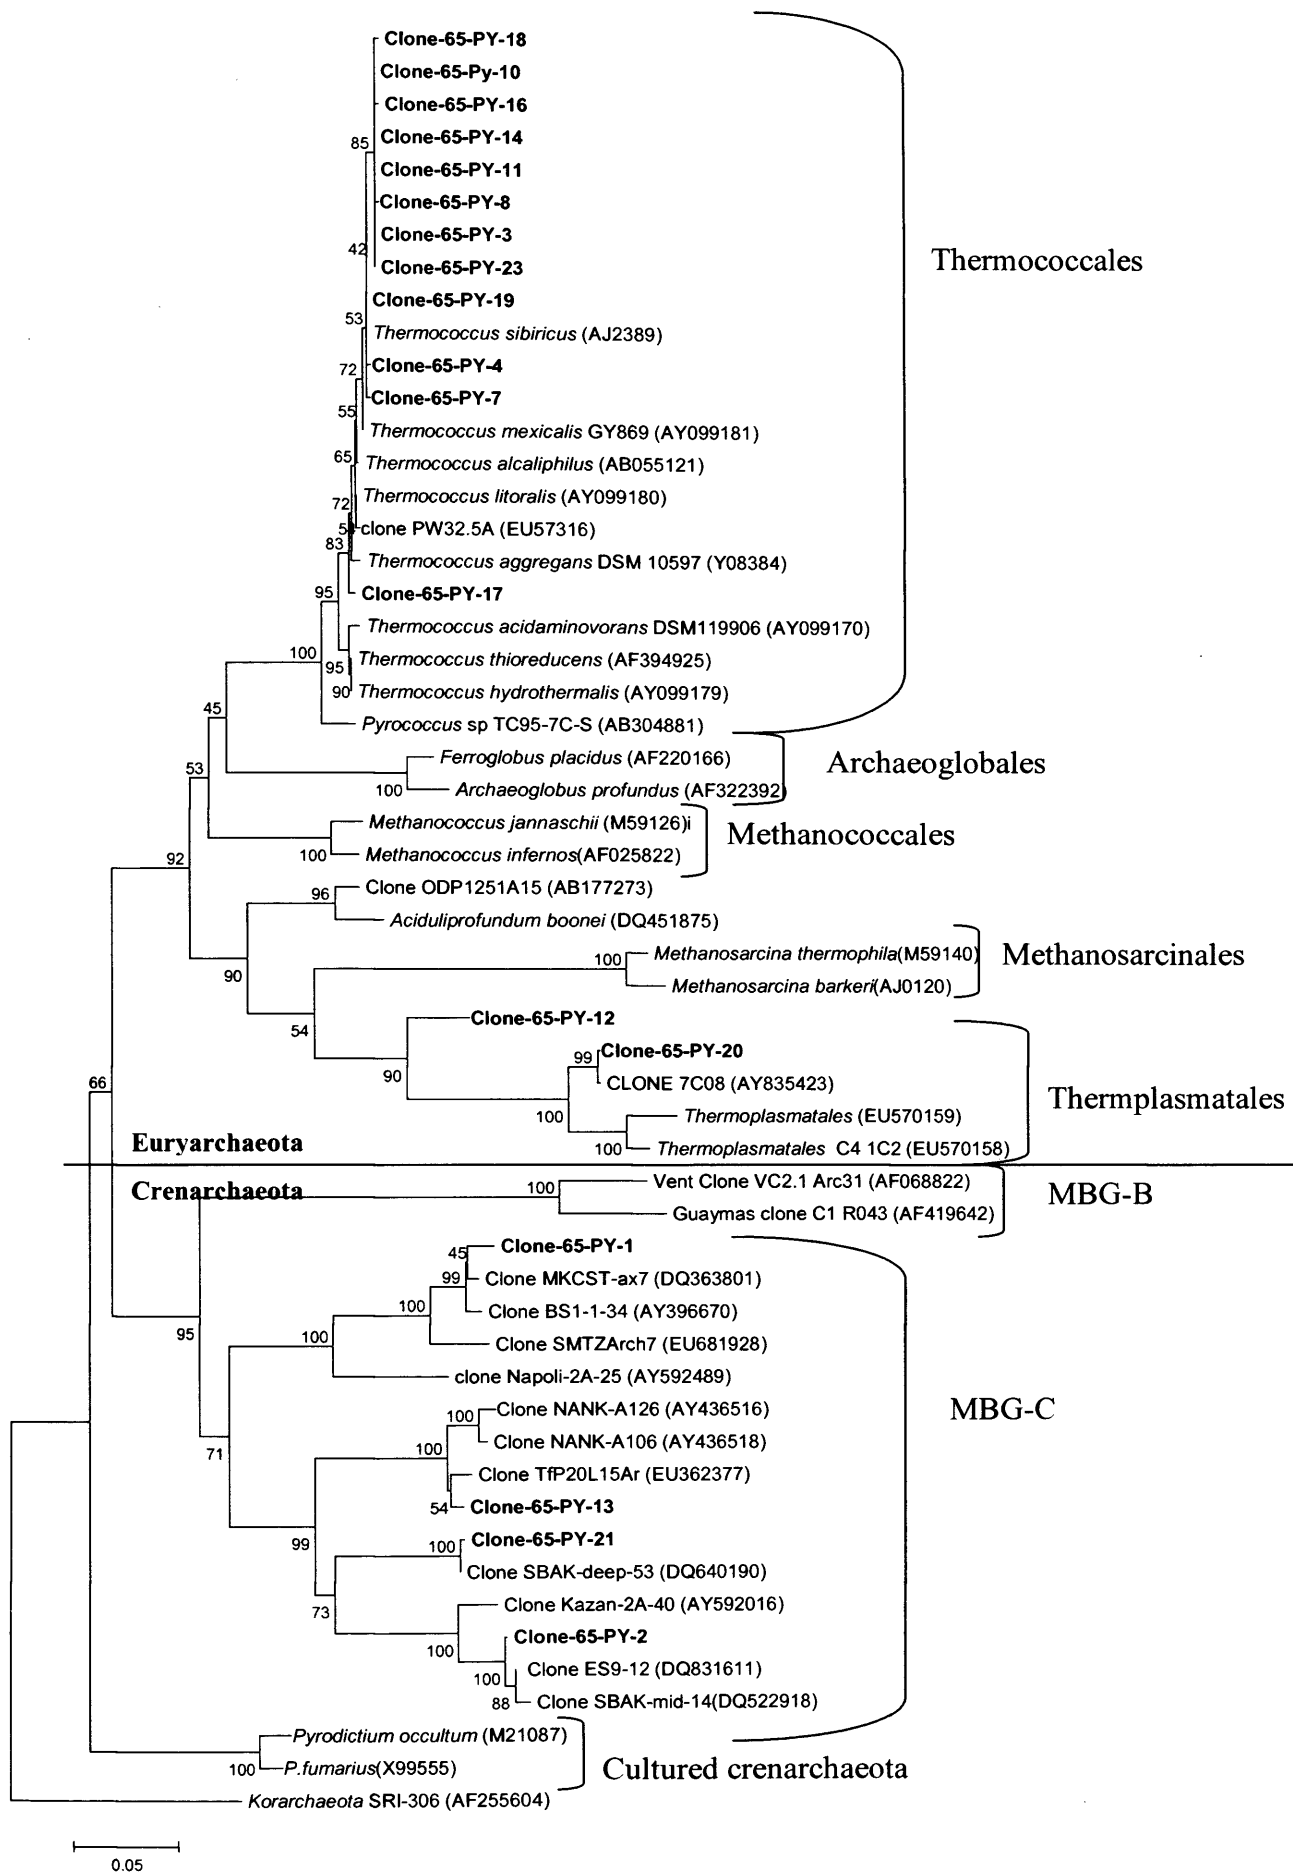 Clone-65-PY-18
Clone-65-Py-10
Clone-65-PY-16
Clone-65-PY-14
85
Clone-65-PY-11
Clone-65-PY-8
Clone-65-PY-3
42
Clone-65-PY-23
Thermococcales
Clone-65-PY-19
53
Thermococcus sibiricus (AJ2389)
72
Clone-65-PY-4
Clone-65-PY-7
55
Thermococcus mexicalis GY869 (AY099181)
65
Thermococcus alcaliphilus (AB055121)
72
Thermococcus litoralis (AY099180)
clone PW32.5A (EU57316)
83
Thermococcus aggregans DSM 10597 (Y08384)
95
Clone-65-PY-17
Thermococcus acidaminovorans DSM119906 (AY099170)
100
95
Thermococcus thioreducens (AF394925)
90
Thermococcus hydrothermalis (AY099179)
45
Pyrococcus sp TC95-7C-S (AB304881)
53
Ferroglobus placidus (AF220166)
Archaeoglobales
100
Archaeoglobus profundus (AF322392)
Methanococcus jannaschii (M59126)i
Methanococcales
92
100
Methanococcus infernos(AF025822)
96
Clone ODP1251A15 (AB177273)
Aciduliprofundum boonei (DQ451875)
90
100
Methanosarcina thermophila(M59140)
Methanosarcinales
Methanosarcina barkeri(AJ0120)
54
Clone-65-PY-12
90
99
Clone-65-PY-20
66
CLONE 7C08 (AY835423)
Thermplasmatales
100
Thermoplasmatales (EU570159)
100
Thermoplasmatales C4 1C2 (EU570158)
Euryarchaeota
Crenarchaeota
100
Vent Clone VC2.1 Arc31 (AF068822)
MBG-B
Guaymas clone C1 R043 (AF419642)
45
Clone-65-PY-1
99
Clone MKCST-ax7 (DQ363801)
100
Clone BS1-1-34 (AY396670)
95
100
Clone SMTZArch7 (EU681928)
clone Napoli-2A-25 (AY592489)
100
Clone NANK-A126 (AY436516)
MBG-C
71
100
Clone NANK-A106 (AY436518)
Clone TfP20L15Ar (EU362377)
54
Clone-65-PY-13
99
100
Clone-65-PY-21
Clone SBAK-deep-53 (DQ640190)
73
Clone Kazan-2A-40 (AY592016)
100
Clone-65-PY-2
100
Clone ES9-12 (DQ831611)
88
Clone SBAK-mid-14(DQ522918)
Pyrodictium occultum (M21087)
100
P.fumarius(X99555)
Cultured crenarchaeota
Korarchaeota SRI-306 (AF255604)
0.05